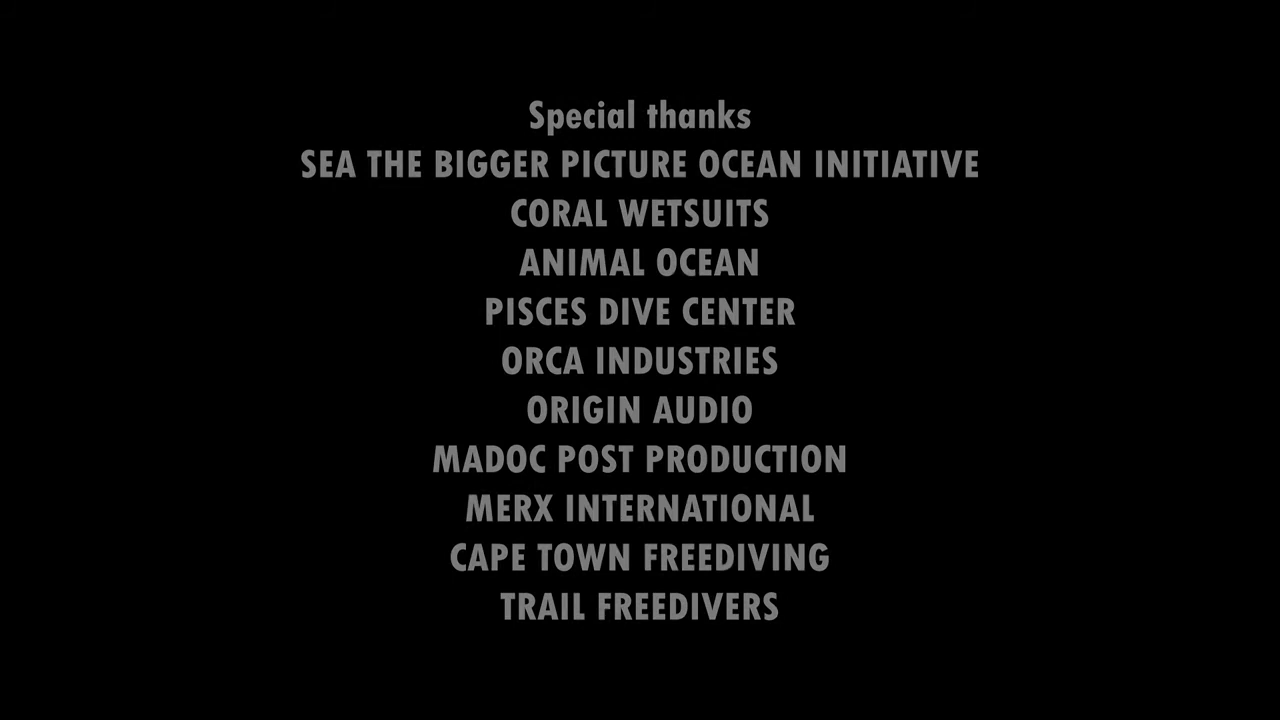 Special thanks
SEA THE BIGGER PICTURE OCEAN INITIATIVE
CORAL WETSUITS
ANIMAL OCEAN
PISCES DIVE CENTER
ORCA INDUSTRIES
ORIGIN AUDIO
MADOC POST PRODUCTION
MERX INTERNATIONAL
CAPE TOWN FREEDIVING
TRAIL FREEDIVERS